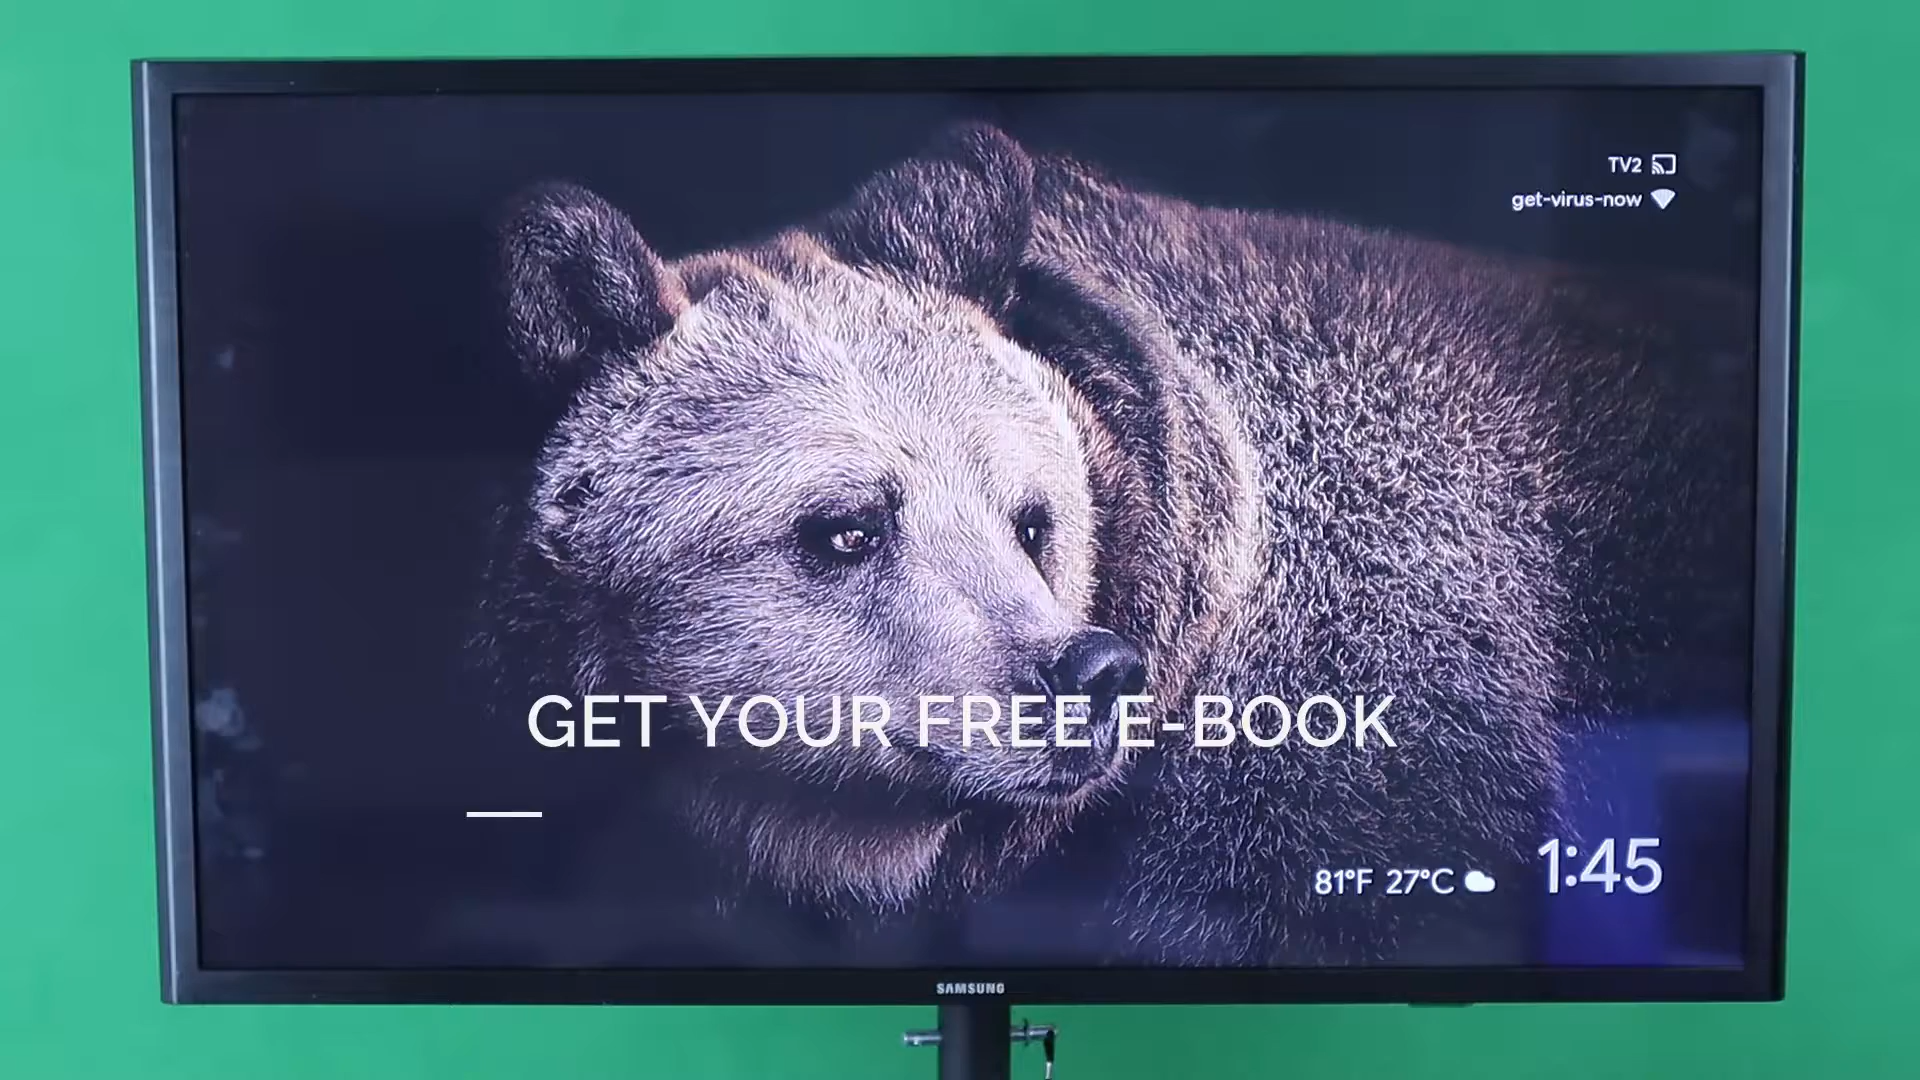 TV2
get-virus-now
GET YOUR FREE E-BOOK
81°F 27°C
1:45
SAMSUNG